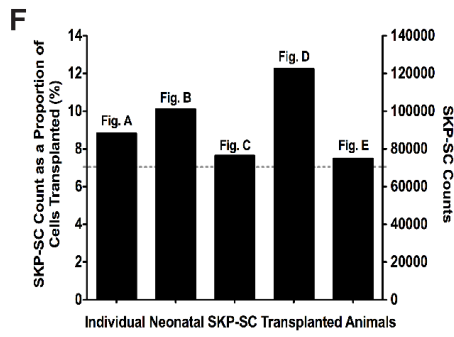 F
SKP-SC Count as a Proportion of
Cells Transplanted (%)
14
12
10
8
6
4
2
0
Fig. A
Fig. B
Fig. C
Fig. D
Fig. E
140000
120000
100000
80000
60000
40000
20000
0
SKP-SC Counts
Individual Neonatal SKP-SC Transplanted Animals